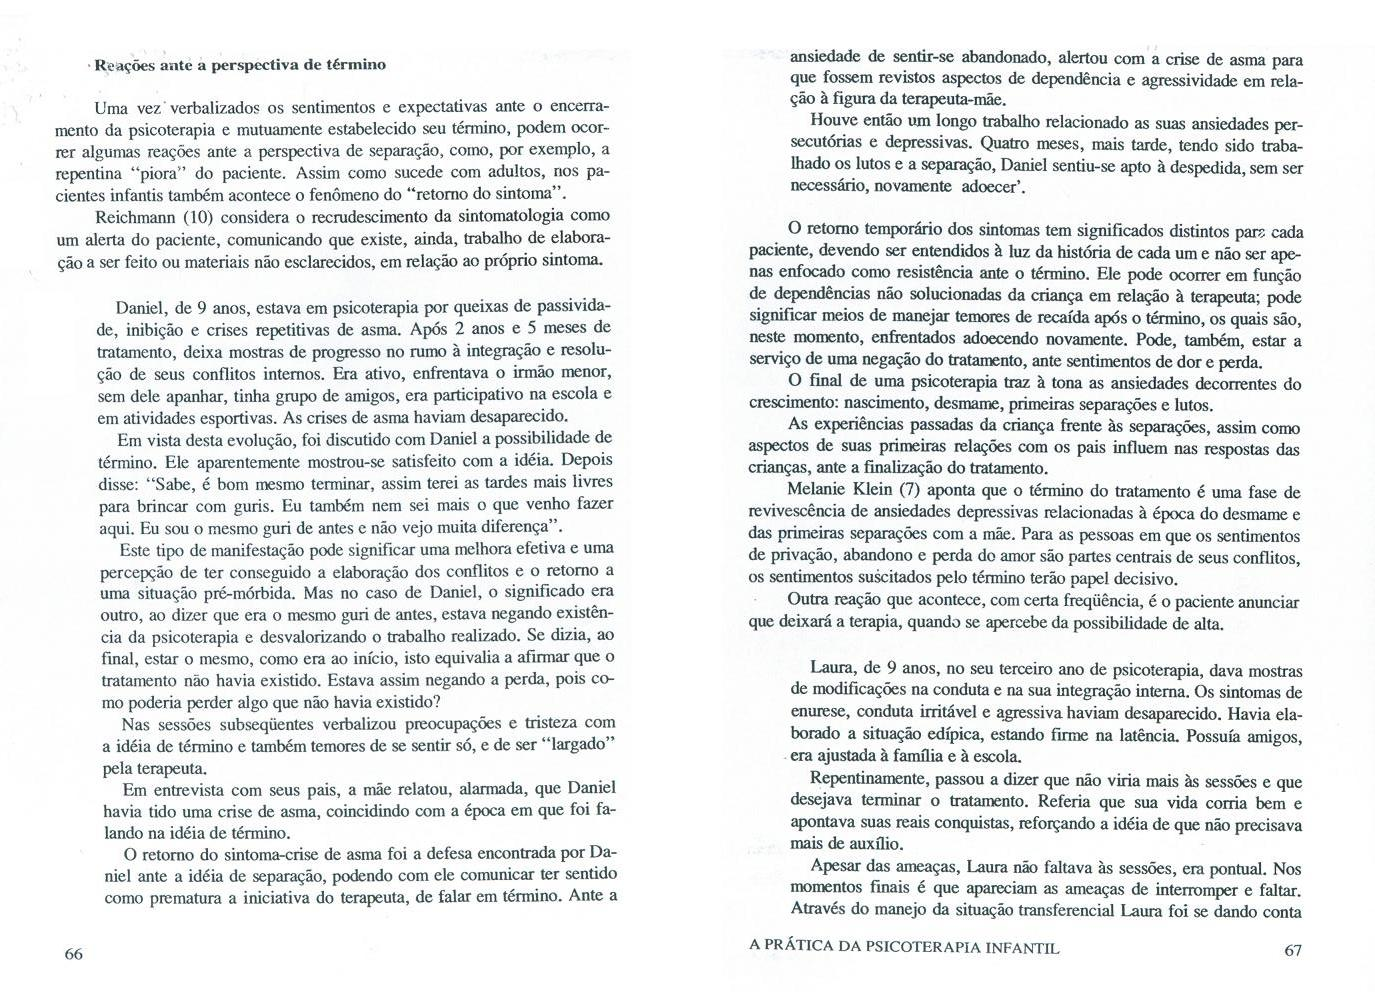 Reações ante a perspectiva de término
Uma vez verbalizados os sentimentos e expectativas ante o encerra-
mento da psicoterapia e mutuamente estabelecido seu término, podem ocor-
rer algumas reações ante a perspectiva de separação, como, por exemplo, a
repentina “piora” do paciente. Assim como sucede com adultos, nos pa-
cientes infantis também acontece o fenômeno do “retorno do sintoma”.
Reichmann (10) considera o recrudescimento da sintomatologia como
um alerta do paciente, comunicando que existe, ainda, trabalho de elabora-
ção a ser feito ou materiais não esclarecidos, em relação ao próprio sintoma.
Daniel, de 9 anos, estava em psicoterapia por queixas de passivida-
de, inibição e crises repetitivas de asma. Após 2 anos e 5 meses de
tratamento, deixa mostras de progresso no rumo à integração e resolu-
ção de seus conflitos internos. Era ativo, enfrentava o irmão menor,
sem dele apanhar, tinha grupo de amigos, era participativo na escola e
em atividades esportivas. As crises de asma haviam desaparecido.
Em vista desta evolução, foi discutido com Daniel a possibilidade de
término. Ele aparentemente mostrou-se satisfeito com a idéia. Depois
disse: “Sabe, é bom mesmo terminar, assim terei as tardes mais livres
para brincar com guris. Eu também nem sei mais o que venho fazer
aqui. Eu sou o mesmo guri de antes e não vejo muita diferença”.
Este tipo de manifestação pode significar uma melhora efetiva e uma
percepção de ter conseguido a elaboração dos conflitos e o retorno a
uma situação pré-mórbida. Mas no caso de Daniel, o significado era
outro, ao dizer que era o mesmo guri de antes, estava negando existên-
cia da psicoterapia e desvalorizando o trabalho realizado. Se dizia, ao
final, estar o mesmo, como era ao início, isto equivalia a afirmar que o
tratamento não havia existido. Estava assim negando a perda, pois co-
mo poderia perder algo que não havia existido?
Nas sessões subseqüentes verbalizou preocupações e tristeza com
a idéia de término e também temores de se sentir só, e de ser “largado”
pela terapeuta.
Em entrevista com seus pais, a mãe relatou, alarmada, que Daniel
havia tido uma crise de asma, coincidindo com a época em que foi fa-
lando na idéia de término.
O retorno do sintoma-crise de asma foi a defesa encontrada por Da-
niel ante a idéia de separação, podendo com ele comunicar ter sentido
como prematura a iniciativa do terapeuta, de falar em término. Ante a
66
ansiedade de sentir-se abandonado, alertou com a crise de asma para
que fossem revistos aspectos de dependência e agressividade em rela-
ção à figura da terapeuta-mãe.
Houve então um longo trabalho relacionado as suas ansiedades per-
secutórias e depressivas. Quatro meses, mais tarde, tendo sido traba-
lhado os lutos e a separação, Daniel sentiu-se apto à despedida, sem ser
necessário, novamente adoecer’.
O retorno temporário dos sintomas tem significados distintos para cada
paciente, devendo ser entendidos à luz da história de cada um e não ser ape-
nas enfocado como resistência ante o término. Ele pode ocorrer em função
de dependências não solucionadas da criança em relação à terapeuta; pode
significar meios de manejar temores de recaída após o término, os quais são,
neste momento, enfrentados adoecendo novamente. Pode, também, estar a
serviço de uma negação do tratamento, ante sentimentos de dor e perda.
O final de uma psicoterapia traz à tona as ansiedades decorrentes do
crescimento: nascimento, desmame, primeiras separações e lutos.
As experiências passadas da criança frente às separações, assim como
aspectos de suas primeiras relações com os pais influem nas respostas das
crianças, ante a finalização do tratamento.
Melanie Klein (7) aponta que o término do tratamento é uma fase de
revivescência de ansiedades depressivas relacionadas à época do desmame e
das primeiras separações com a mãe. Para as pessoas em que os sentimentos
de privação, abandono e perda do amor são partes centrais de seus conflitos,
os sentimentos suscitados pelo término terão papel decisivo.
Outra reação que acontece, com certa freqüência, é o paciente anunciar
que deixará a terapia, quando se apercebe da possibilidade de alta.
Laura, de 9 anos, no seu terceiro ano de psicoterapia, dava mostras
de modificações na conduta e na sua integração interna. Os sintomas de
enurese, conduta irritável e agressiva haviam desaparecido. Havia ela-
borado a situação edípica, estando firme na latência. Possuía amigos,
era ajustada à família e à escola.
Repentinamente, passou a dizer que não viria mais às sessões e que
desejava terminar o tratamento. Referia que sua vida corria bem e
apontava suas reais conquistas, reforçando a idéia de que não precisava
mais de auxílio.
Apesar das ameaças, Laura não faltava às sessões, era pontual. Nos
momentos finais é que apareciam as ameaças de interromper e faltar.
Através do manejo da situação transferencial Laura foi se dando conta
A PRÁTICA DA PSICOTERAPIA INFANTIL
67